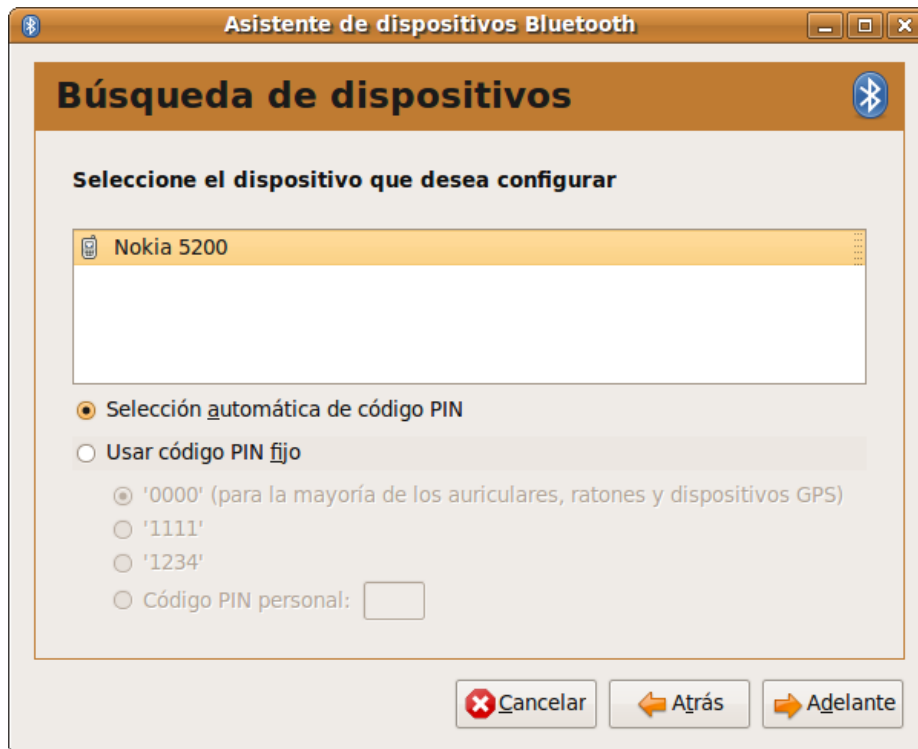 Asistente de dispositivos Bluetooth
Búsqueda de dispositivos
Seleccione el dispositivo que desea configurar
Nokia 5200
Selección automática de código PIN
Usar código PIN fijo
'0000' (para la mayoría de los auriculares, ratones y dispositivos GPS)
'1111'
'1234'
Código PIN personal:
Cancelar Atrás Adelante